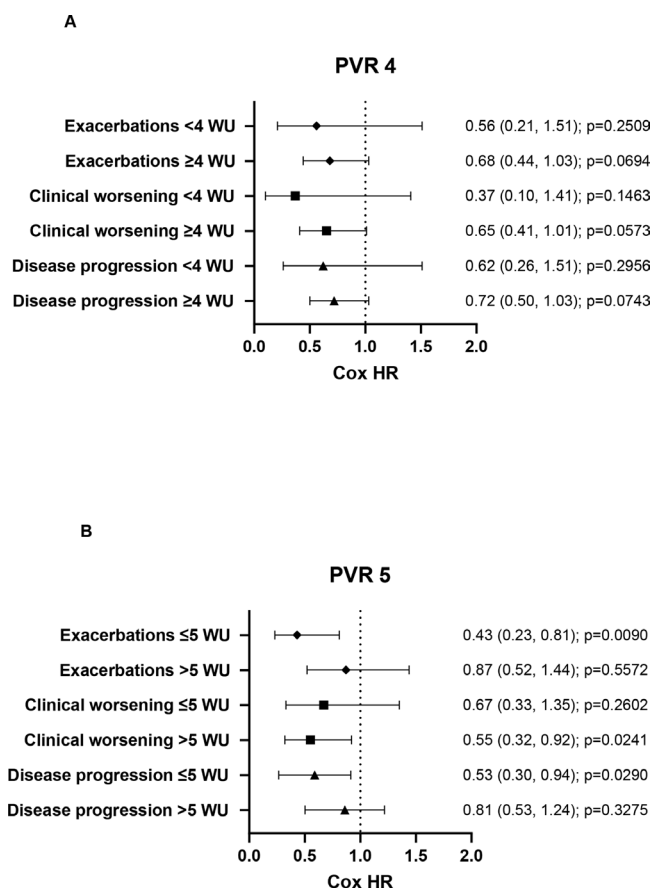 A
PVR 4
Exacerbations <4 WU 0.56 (0.21, 1.51); p=0.2509
Exacerbations ≥4 WU 0.68 (0.44, 1.03); p=0.0694
Clinical worsening <4 WU 0.37 (0.10, 1.41); p=0.1463
Clinical worsening ≥4 WU 0.65 (0.41, 1.01); p=0.0573
Disease progression <4 WU 0.62 (0.26, 1.51); p=0.2956
Disease progression ≥4 WU 0.72 (0.50, 1.03); p=0.0743
0.0 0.5 1.0 1.5 2.0
Cox HR
B
PVR 5
Exacerbations ≤5 WU 0.43 (0.23, 0.81); p=0.0090
Exacerbations >5 WU 0.87 (0.52, 1.44); p=0.5572
Clinical worsening ≤5 WU 0.67 (0.33, 1.35); p=0.2602
Clinical worsening >5 WU 0.55 (0.32, 0.92); p=0.0241
Disease progression ≤5 WU 0.53 (0.30, 0.94); p=0.0290
Disease progression >5 WU 0.81 (0.53, 1.24); p=0.3275
0.0 0.5 1.0 1.5 2.0
Cox HR